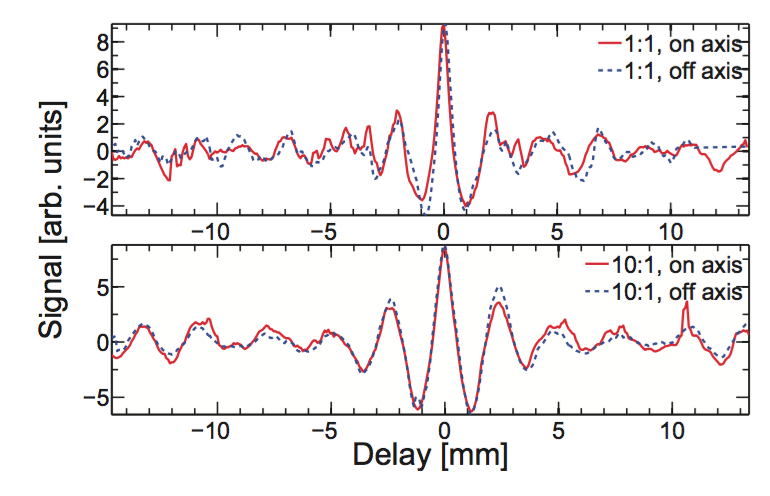 Signal [arb. units]
8
6
4
2
0
−2
−4
1:1, on axis
1:1, off axis
−10 −5 0 5 10
5
0
−5
10:1, on axis
10:1, off axis
−10 −5 0 5 10
Delay [mm]